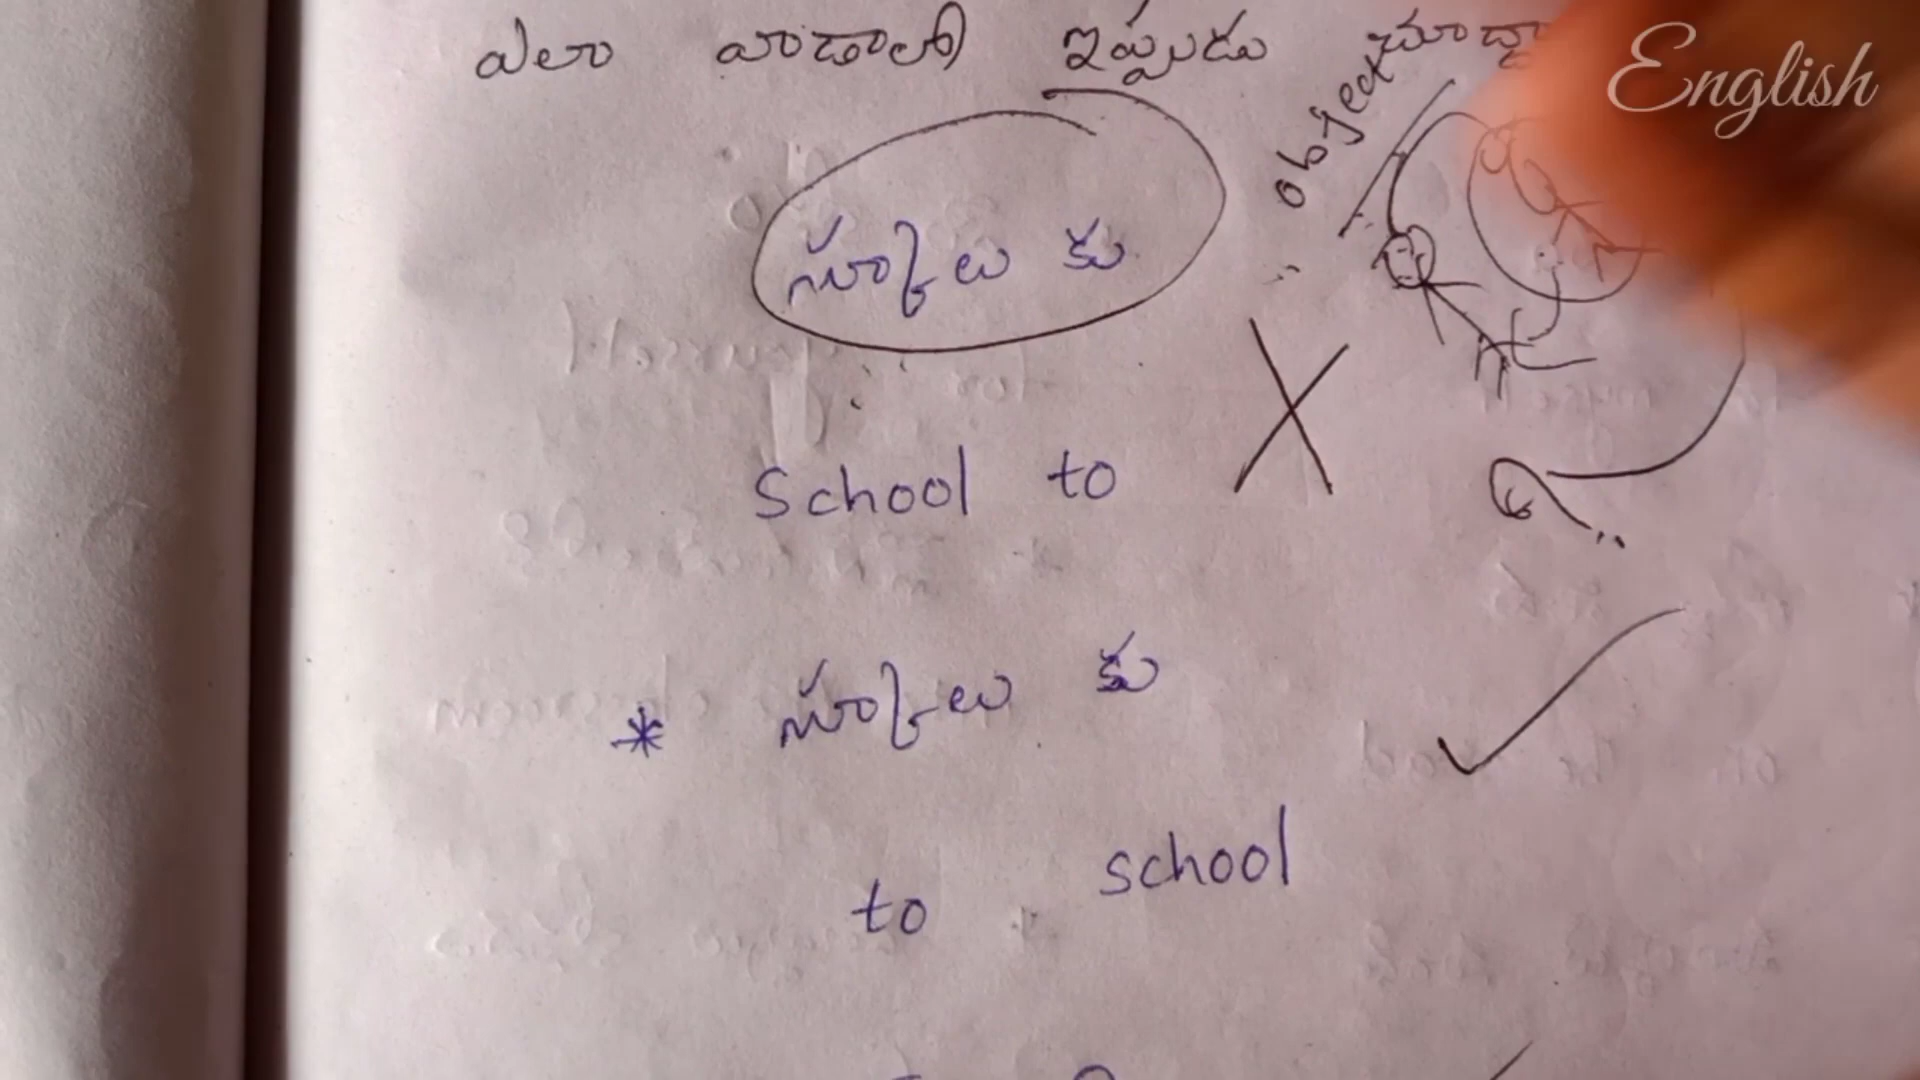 ఎలా వాడాలి ఇప్పుడు చూద్దా
English
object
స్కూలు కు
School to
* స్కూలు కు
to school